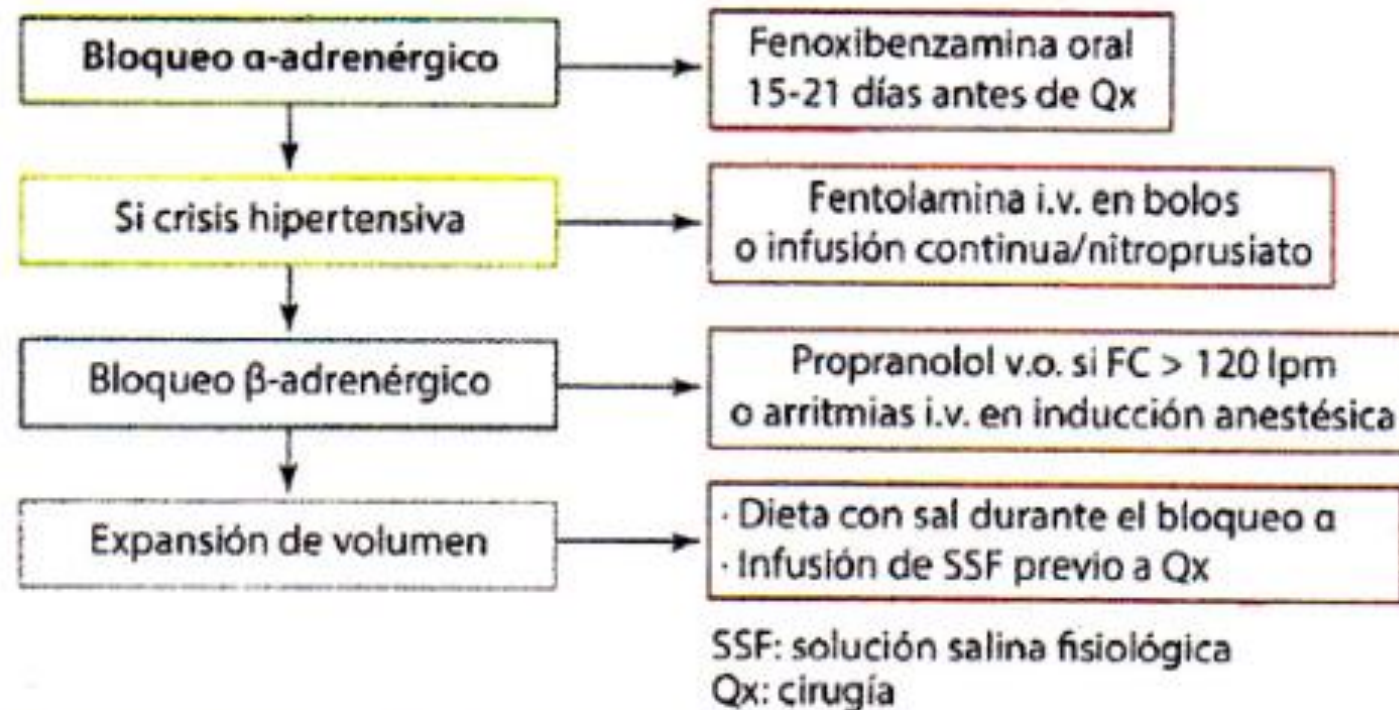 Bloqueo α-adrenérgico
Fenoxibenzamina oral
15-21 días antes de Qx
Si crisis hipertensiva
Fentolamina i.v. en bolos
o infusión continua/nitroprusiato
Bloqueo β-adrenérgico
Propranolol v.o. si FC > 120 lpm
o arritmias i.v. en inducción anestésica
Expansión de volumen
· Dieta con sal durante el bloqueo α
· Infusión de SSF previo a Qx
SSF: solución salina fisiológica
Qx: cirugía